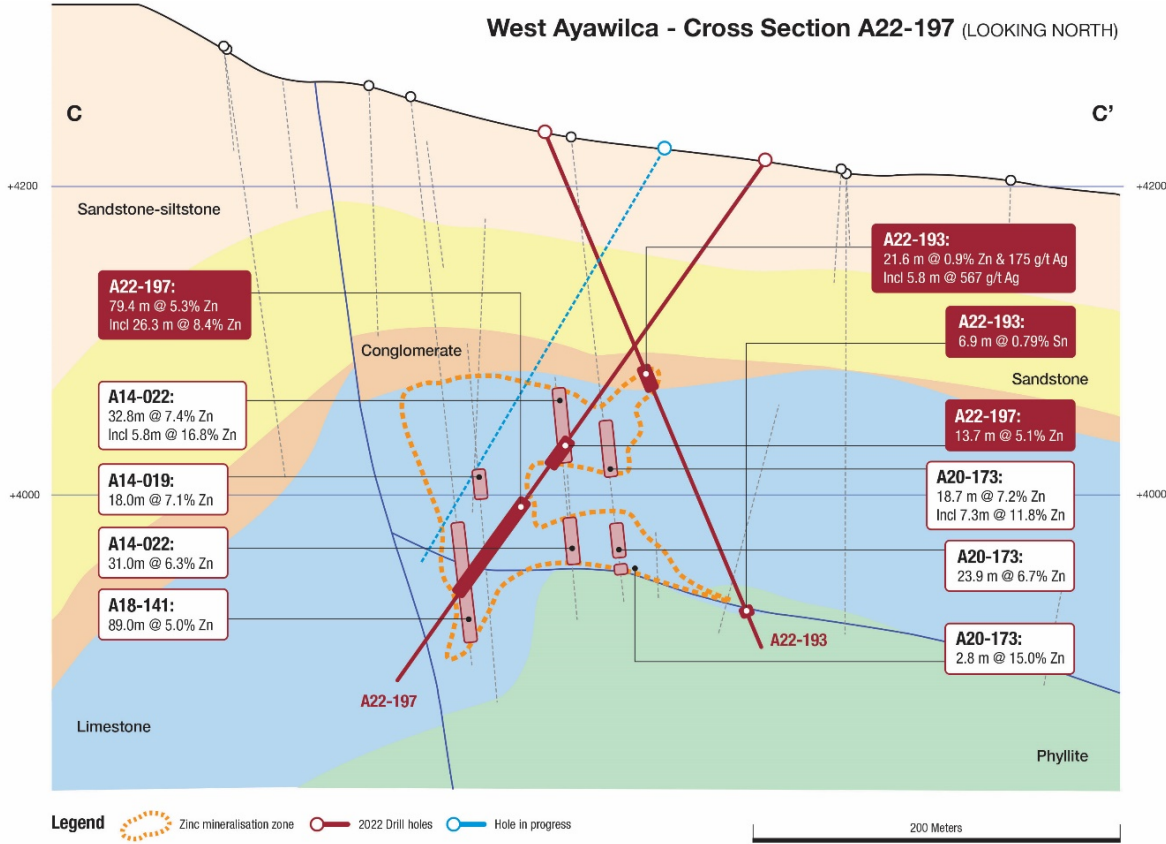 West Ayawilca - Cross Section A22-197 (LOOKING NORTH)
C
C'
+4200
+4200
Sandstone-siltstone
A22-193:
21.6 m @ 0.9% Zn & 175 g/t Ag
Incl 5.8 m @ 567 g/t Ag
A22-197:
79.4 m @ 5.3% Zn
Incl 26.3 m @ 8.4% Zn
A22-193:
6.9 m @ 0.79% Sn
Conglomerate
Sandstone
A14-022:
32.8m @ 7.4% Zn
Incl 5.8m @ 16.8% Zn
A22-197:
13.7 m @ 5.1% Zn
A14-019:
18.0m @ 7.1% Zn
A20-173:
18.7 m @ 7.2% Zn
Incl 7.3m @ 11.8% Zn
+4000
+4000
A14-022:
31.0m @ 6.3% Zn
A20-173:
23.9 m @ 6.7% Zn
A18-141:
89.0m @ 5.0% Zn
A20-173:
2.8 m @ 15.0% Zn
A22-193
A22-197
Limestone
Phyllite
Legend
Zinc mineralisation zone
2022 Drill holes
Hole in progress
200 Meters